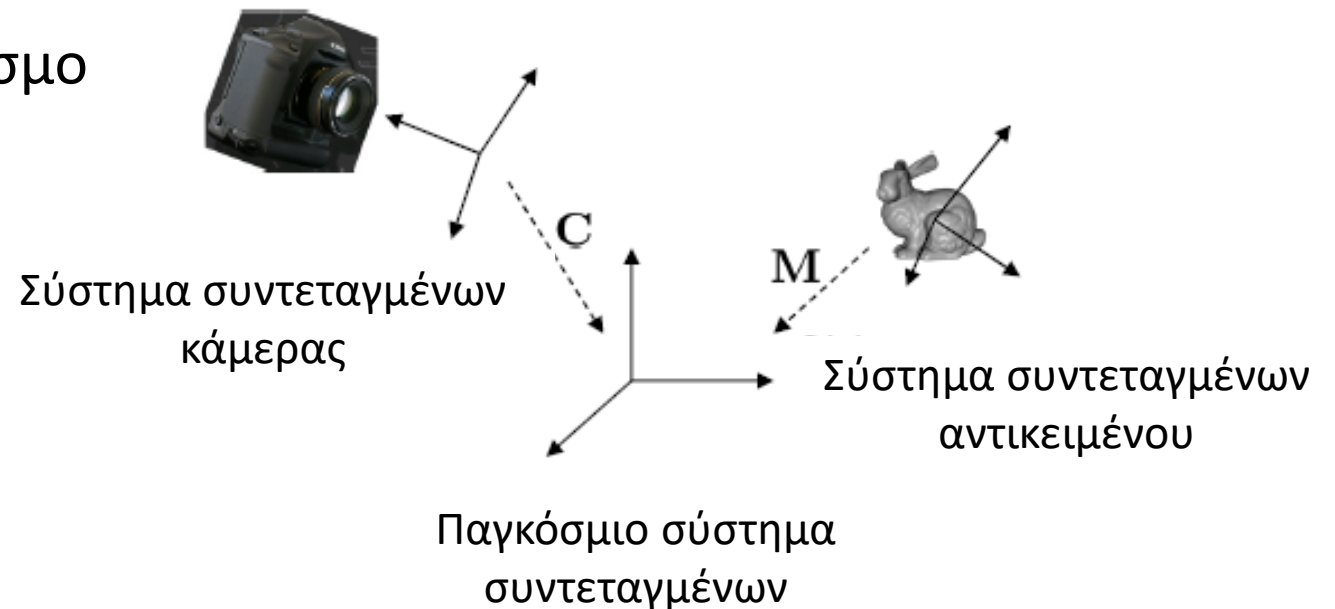 σμο
C
M
Σύστημα συντεταγμένων
κάμερας
Σύστημα συντεταγμένων
αντικειμένου
Παγκόσμιο σύστημα
συντεταγμένων